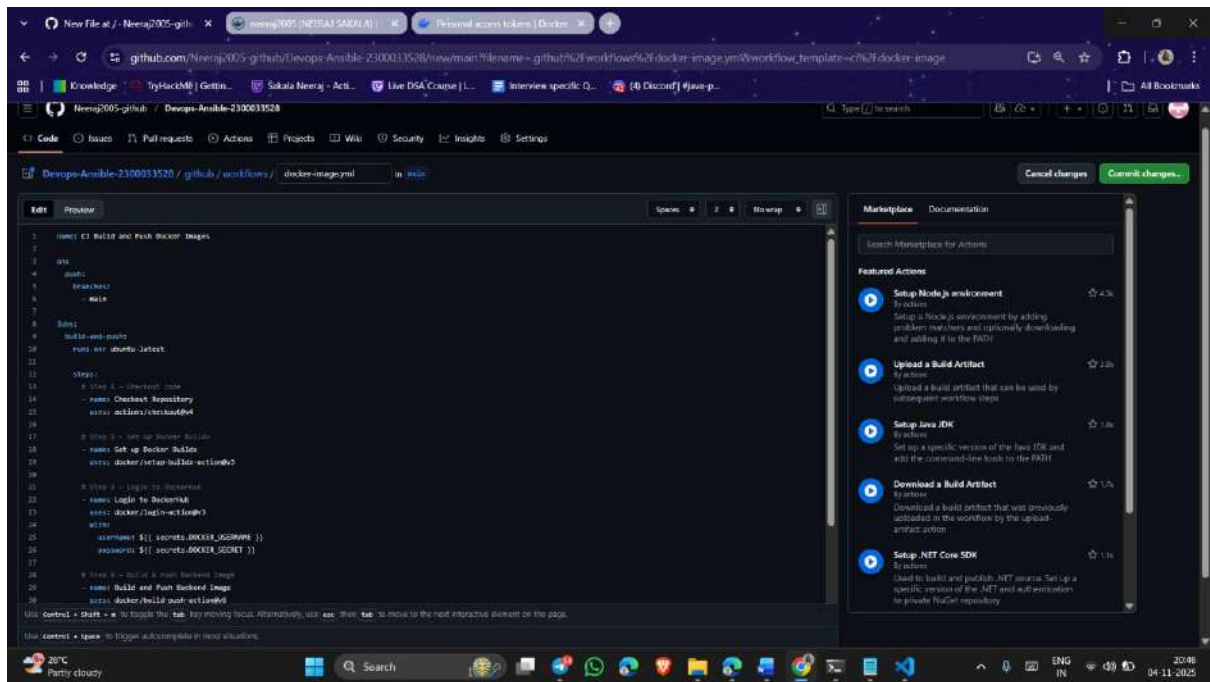 New File at / · Neeraj2005-gith
neeraj2005 (NEERAJ SAKALA) |
Personal access tokens | Docker
github.com/Neeraj2005-github/Devops-Ansible-2300033528/new/main?filename=.github%2Fworkflows%2Fdocker-image.yml&workflow_template=ci%2Fdocker-image
Knowledge
TryHackMe | Gettin...
Sakala Neeraj - Acti...
Live DSA Course | L...
Interview specific Q...
(4) Discord | #java-p...
All Bookmarks
Neeraj2005-github / Devops-Ansible-2300033528
Type / to search
Code Issues Pull requests Actions Projects Wiki Security Insights Settings
Devops-Ansible-2300033528 / .github / workflows / docker-image.yml in main
Cancel changes Commit changes...
Edit Preview
Spaces 2 No wrap
1 name: CI Build and Push Docker Images
2
3 on:
4 push:
5 branches:
6 - main
7
8 jobs:
9 build-and-push:
10 runs-on: ubuntu-latest
11
12 steps:
13 # Step 1 - Checkout code
14 - name: Checkout Repository
15 uses: actions/checkout@v4
16
17 # Step 2 - Set up Docker Buildx
18 - name: Set up Docker Buildx
19 uses: docker/setup-buildx-action@v3
20
21 # Step 3 - Login to DockerHub
22 - name: Login to DockerHub
23 uses: docker/login-action@v3
24 with:
25 username: ${{ secrets.DOCKER_USERNAME }}
26 password: ${{ secrets.DOCKER_SECRET }}
27
28 # Step 4 - Build & Push Backend Image
29 - name: Build and Push Backend Image
30 uses: docker/build-push-action@v6
Use Control + Shift + m to toggle the tab key moving focus. Alternatively, use esc then tab to move to the next interactive element on the page.
Use Control + Space to trigger autocomplete in most situations.
Marketplace Documentation
Search Marketplace for Actions
Featured Actions
Setup Node.js environment
By actions
Setup a Node.js environment by adding
problem matchers and optionally downloading
and adding it to the PATH
Upload a Build Artifact
By actions
Upload a build artifact that can be used by
subsequent workflow steps
Setup Java JDK
By actions
Set up a specific version of the Java JDK and
add the command-line tools to the PATH
Download a Build Artifact
By actions
Download a build artifact that was previously
uploaded in the workflow by the upload-
artifact action
Setup .NET Core SDK
By actions
Used to build and publish .NET source. Set up a
specific version of the .NET and authentication
to private NuGet repository
26°C
Partly cloudy
Search
ENG
IN
20:46
04-11-2025